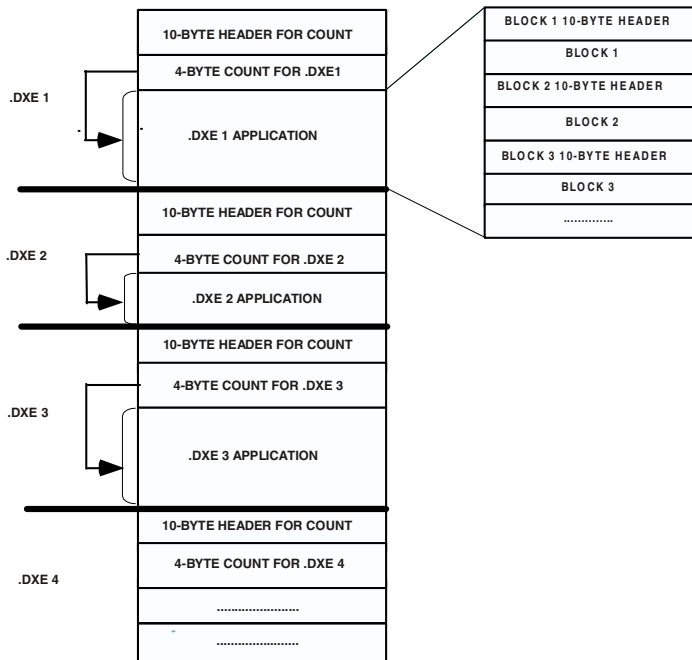 10-BYTE HEADER FOR COUNT
4-BYTE COUNT FOR .DXE1
.DXE 1
.DXE 1 APPLICATION
10-BYTE HEADER FOR COUNT
.DXE 2
4-BYTE COUNT FOR .DXE 2
.DXE 2 APPLICATION
10-BYTE HEADER FOR COUNT
4-BYTE COUNT FOR .DXE 3
.DXE 3
.DXE 3 APPLICATION
10-BYTE HEADER FOR COUNT
4-BYTE COUNT FOR .DXE 4
.DXE 4
.......................
.......................
BLOCK 1 10-BYTE HEADER
BLOCK 1
BLOCK 2 10-BYTE HEADER
BLOCK 2
BLOCK 3 10-BYTE HEADER
BLOCK 3
.............